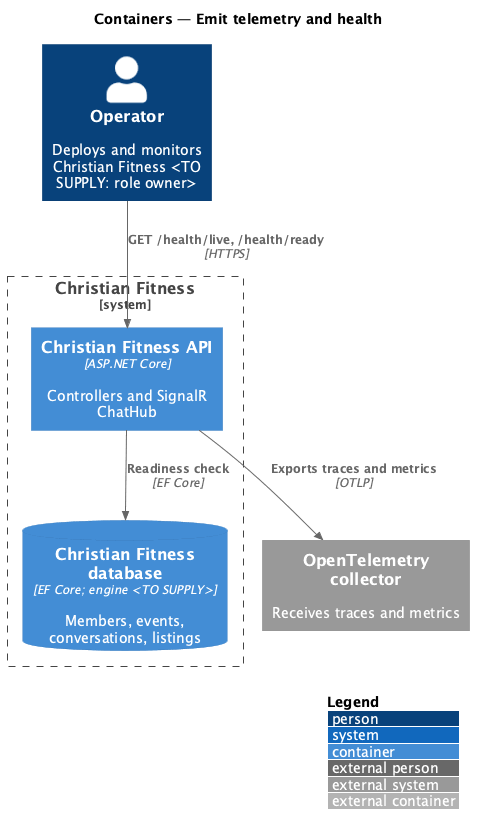 Containers — Emit telemetry and health
Operator
Deploys and monitors
Christian Fitness <TO
SUPPLY: role owner>
GET /health/live, /health/ready
[HTTPS]
Christian Fitness
[system]
Christian Fitness API
[ASP.NET Core]
Controllers and SignalR
ChatHub
Readiness check
[EF Core]
Exports traces and metrics
[OTLP]
Christian Fitness
database
[EF Core; engine <TO SUPPLY>]
Members, events,
conversations, listings
OpenTelemetry
collector
Receives traces and metrics
Legend
person
system
container
external person
external system
external container